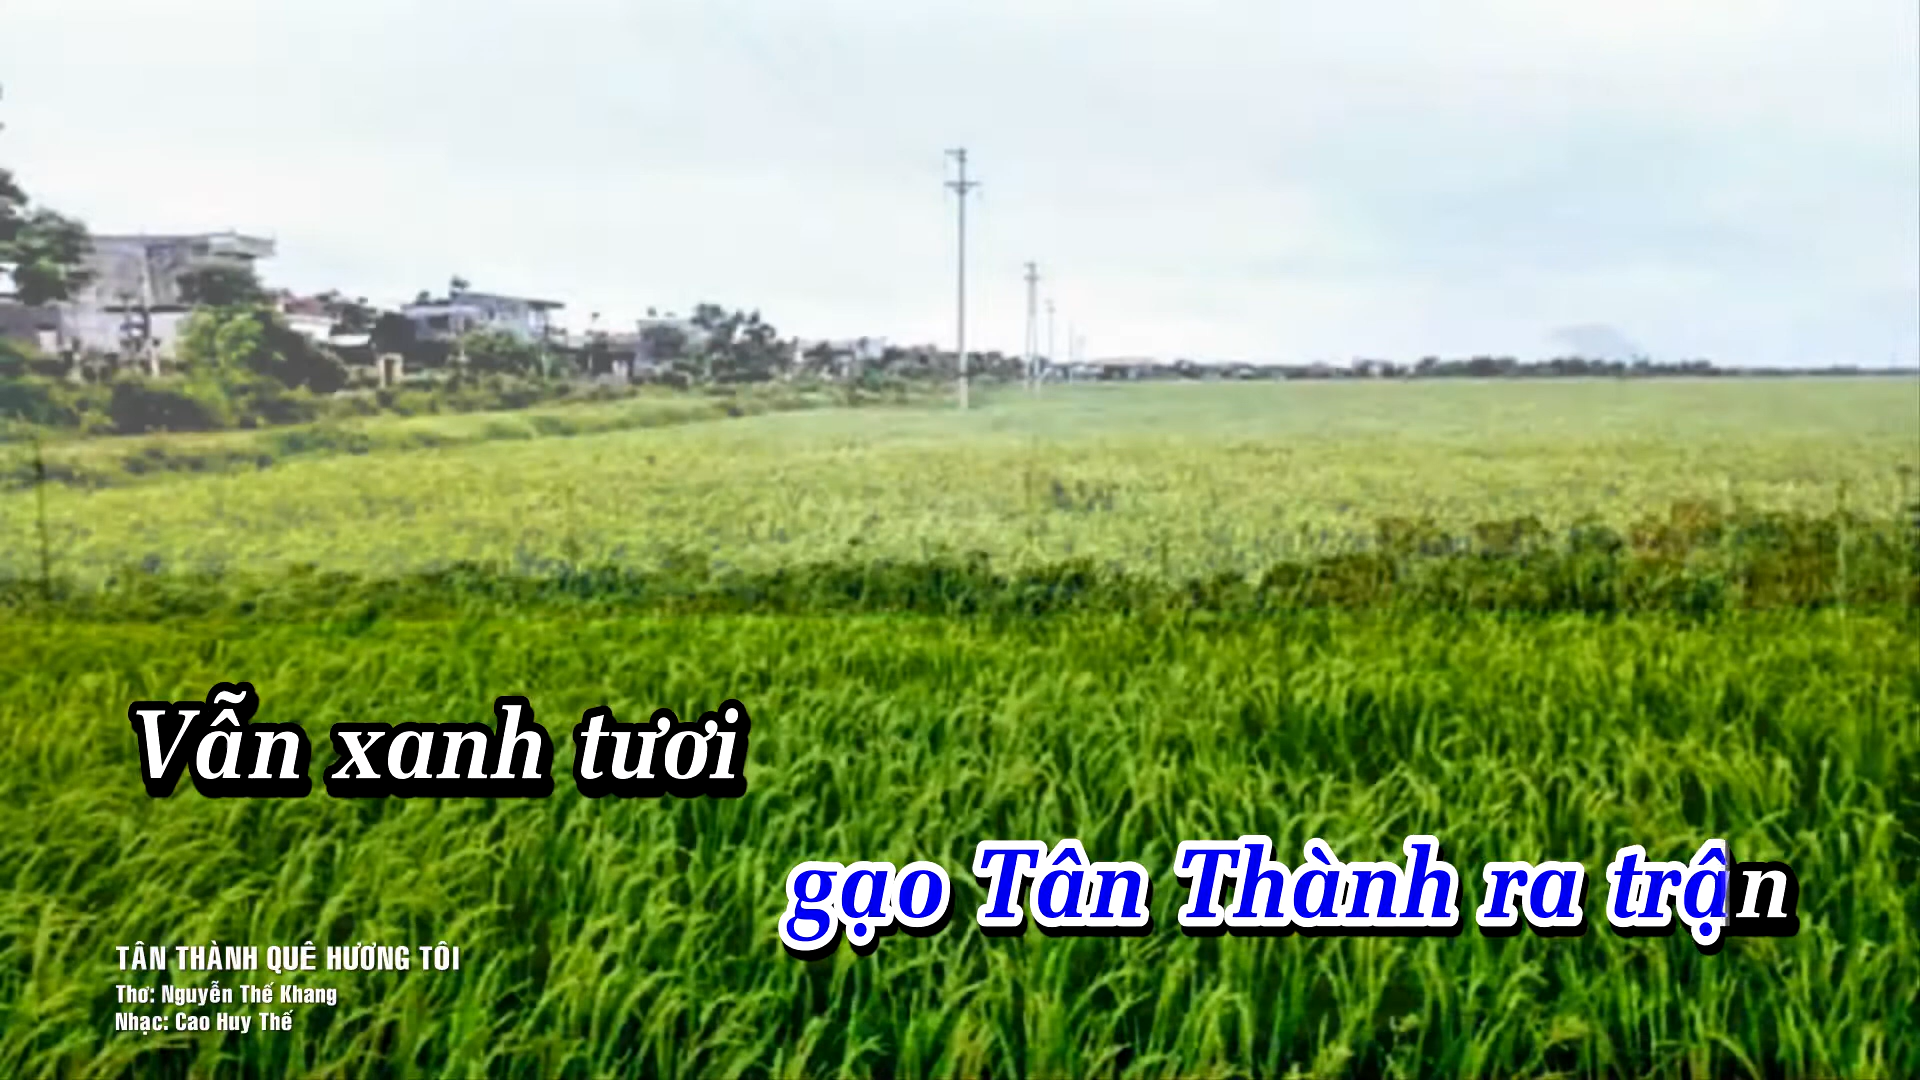 Vẫn xanh tươi
gạo Tân Thành ra trận
TÂN THÀNH QUÊ HƯƠNG TÔI
Thơ: Nguyễn Thế Khang
Nhạc: Cao Huy Thế